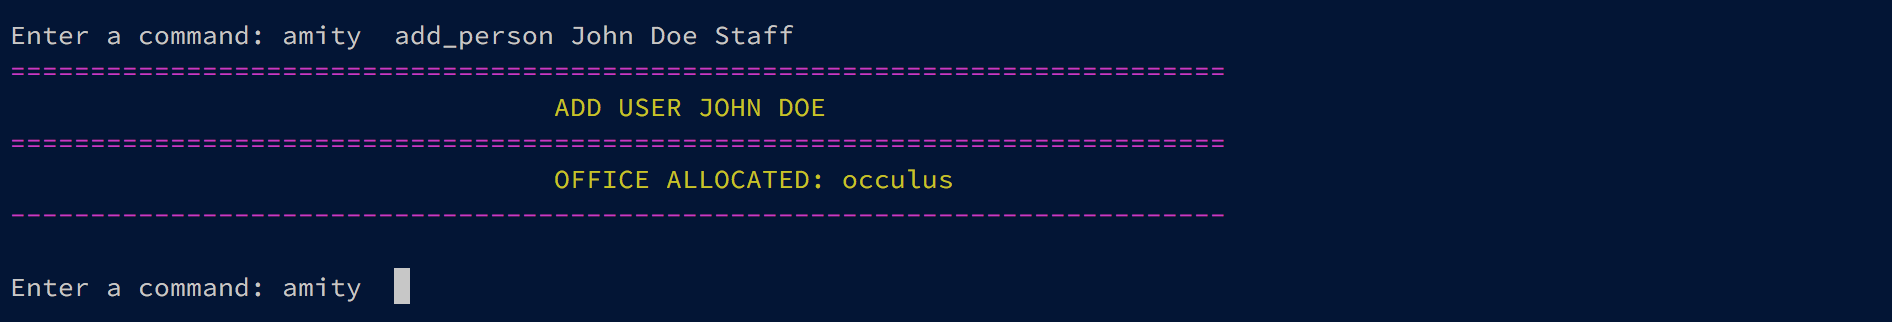 Enter a command: amity  add_person John Doe Staff
============================================================================
ADD USER JOHN DOE
============================================================================
OFFICE ALLOCATED: occulus
----------------------------------------------------------------------------
Enter a command: amity